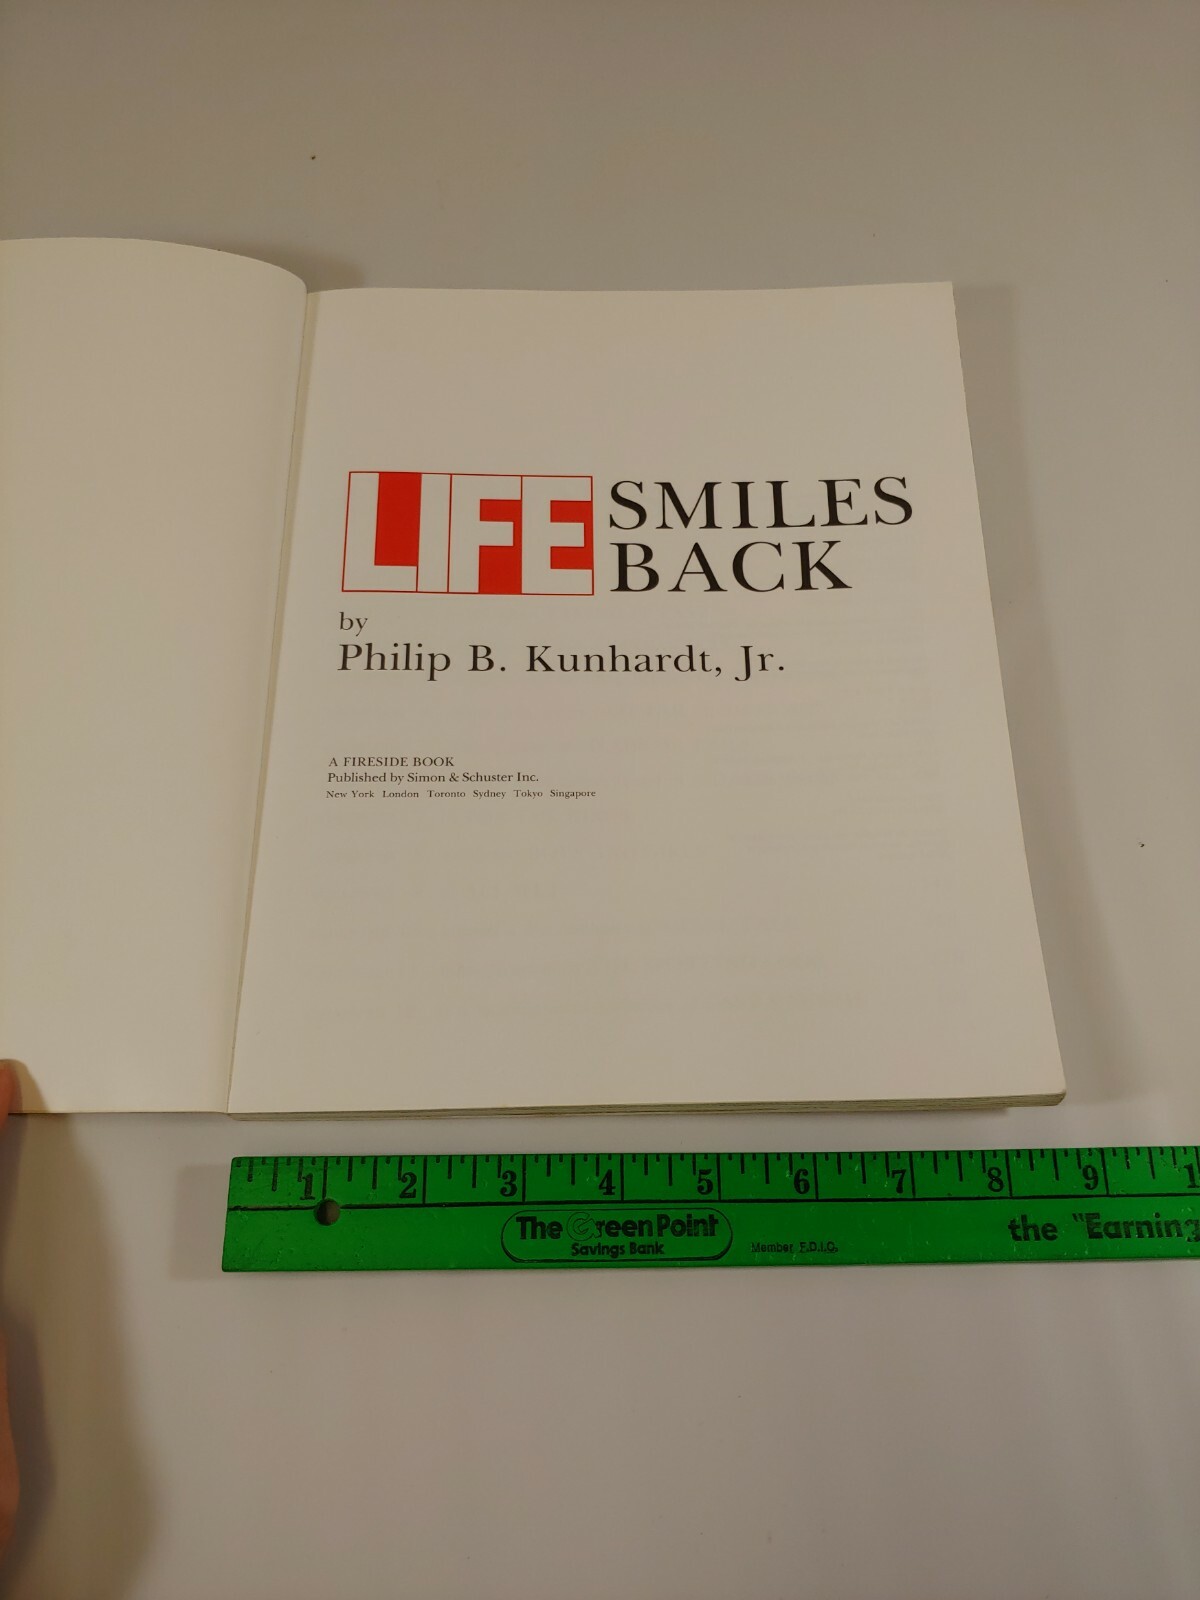 LIFE SMILES
BACK
by
Philip B. Kunhardt, Jr.
A FIRESIDE BOOK
Published by Simon & Schuster Inc.
New York London Toronto Sydney Tokyo Singapore
1 2 3 4 5 6 7 8 9 1
The Green Point
Savings Bank
Member F.D.I.C.
the "Earning